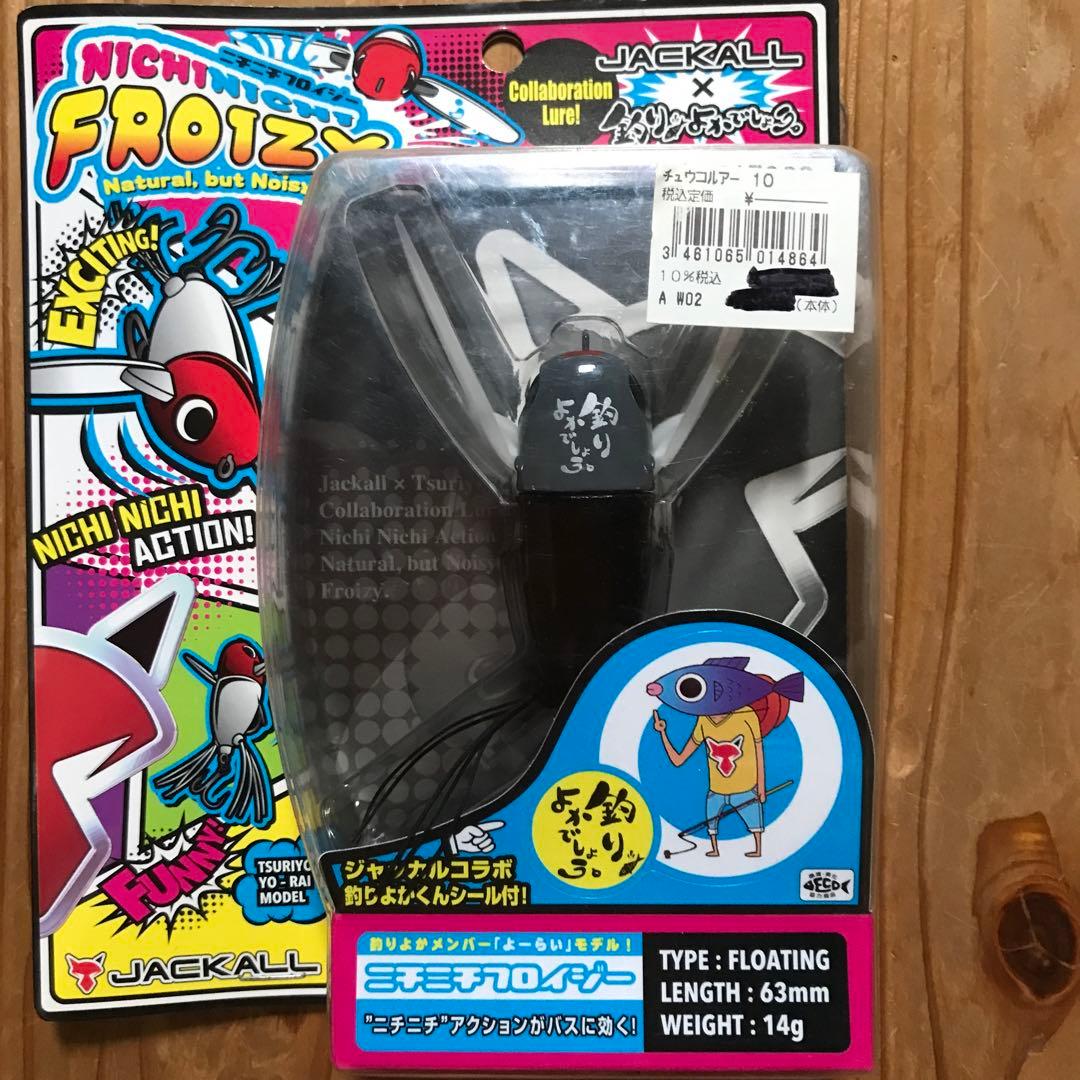 NICHI NICHI
ニチニチフロイジー
FROIZY
Natural, but Noisy
Collaboration
Lure!
JACKALL
×
釣りよかでしょう。
チュウコルアー 10
税込定価 ¥
3 461065 014864
10%税込
A W02
(本体)
EXCITING!
釣り
よかでしょう。
Jackall × Tsuriy
Collaboration Lur
Nichi Nichi Action
Natural, but Noisy
Froizy.
NICHI NICHI
ACTION!
FUNNY!
TSURIYO
YO-RAI
MODEL
JACKALL
釣り
よかでしょう。
ジャッカルコラボ
釣りよかくんシール付!
ECO
釣りよかメンバー「よーらい」モデル!
ニチニチフロイジー
"ニチニチ"アクションがバスに効く!
TYPE : FLOATING
LENGTH : 63mm
WEIGHT : 14g